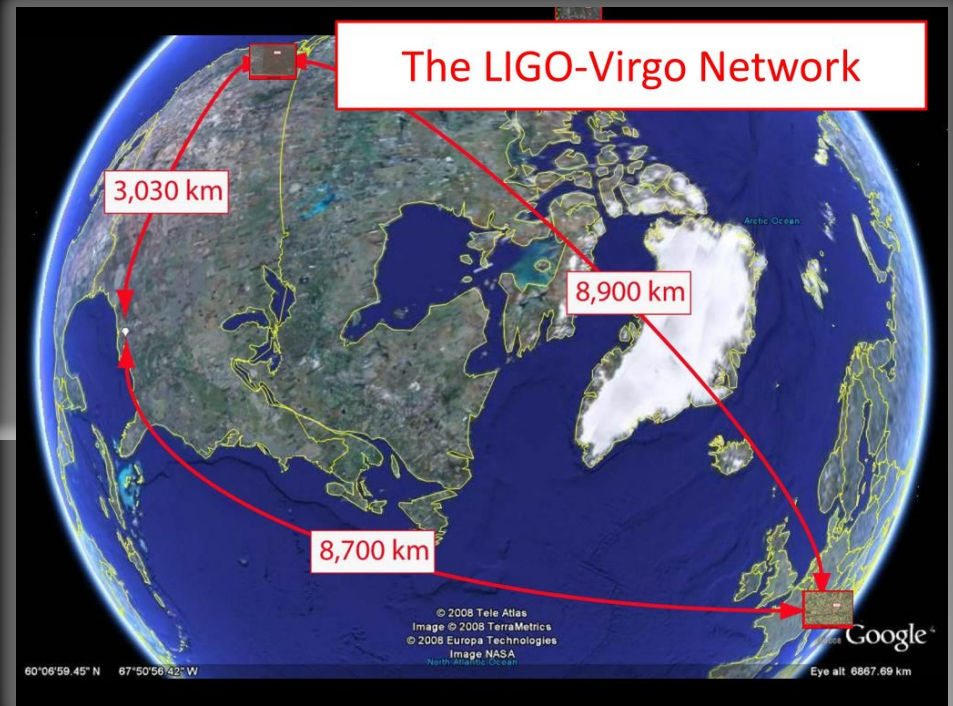 The LIGO-Virgo Network
3,030 km
Arctic Ocean
8,900 km
8,700 km
© 2008 Tele Atlas
Image © 2008 TerraMetrics
© 2008 Europa Technologies
Image NASA
North Atlantic Ocean
Google
60°06'59.45" N 67°50'56.42" W
Eye alt 6867.69 km